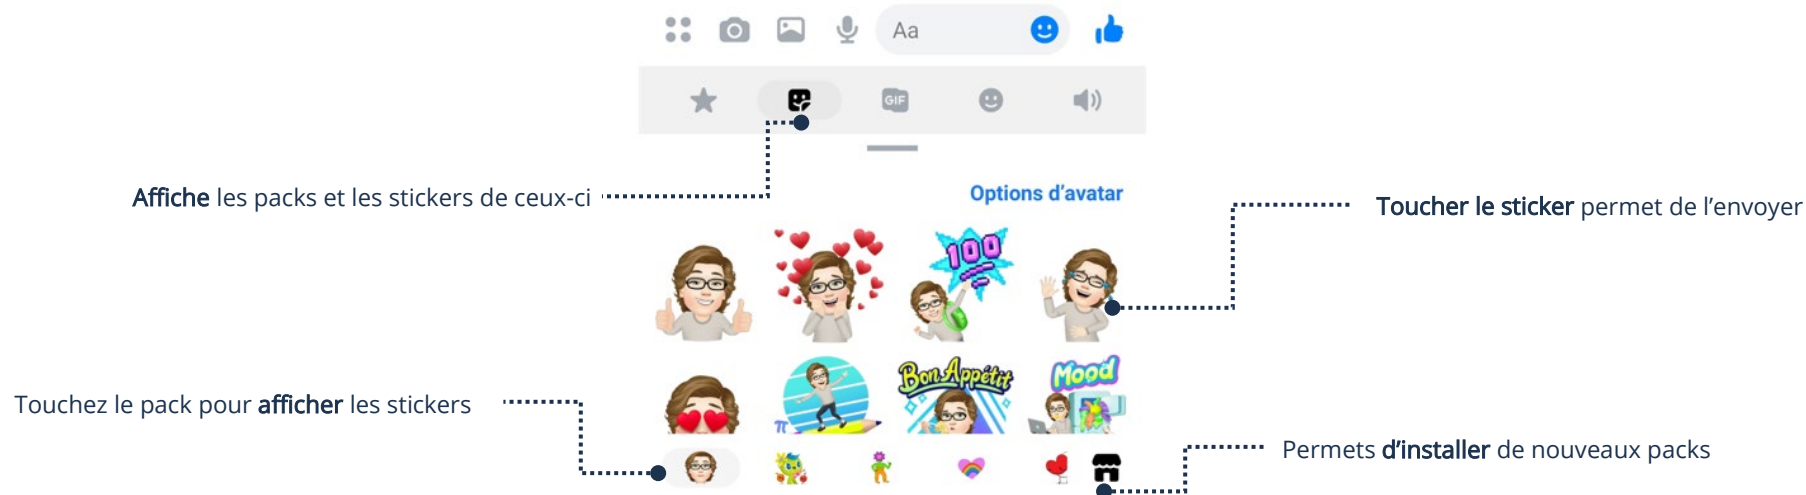 Aa
GIF
Affiche les packs et les stickers de ceux-ci
Options d’avatar
Toucher le sticker permet de l’envoyer
100
Bon Appétit
Mood
π
Touchez le pack pour afficher les stickers
Permets d’installer de nouveaux packs